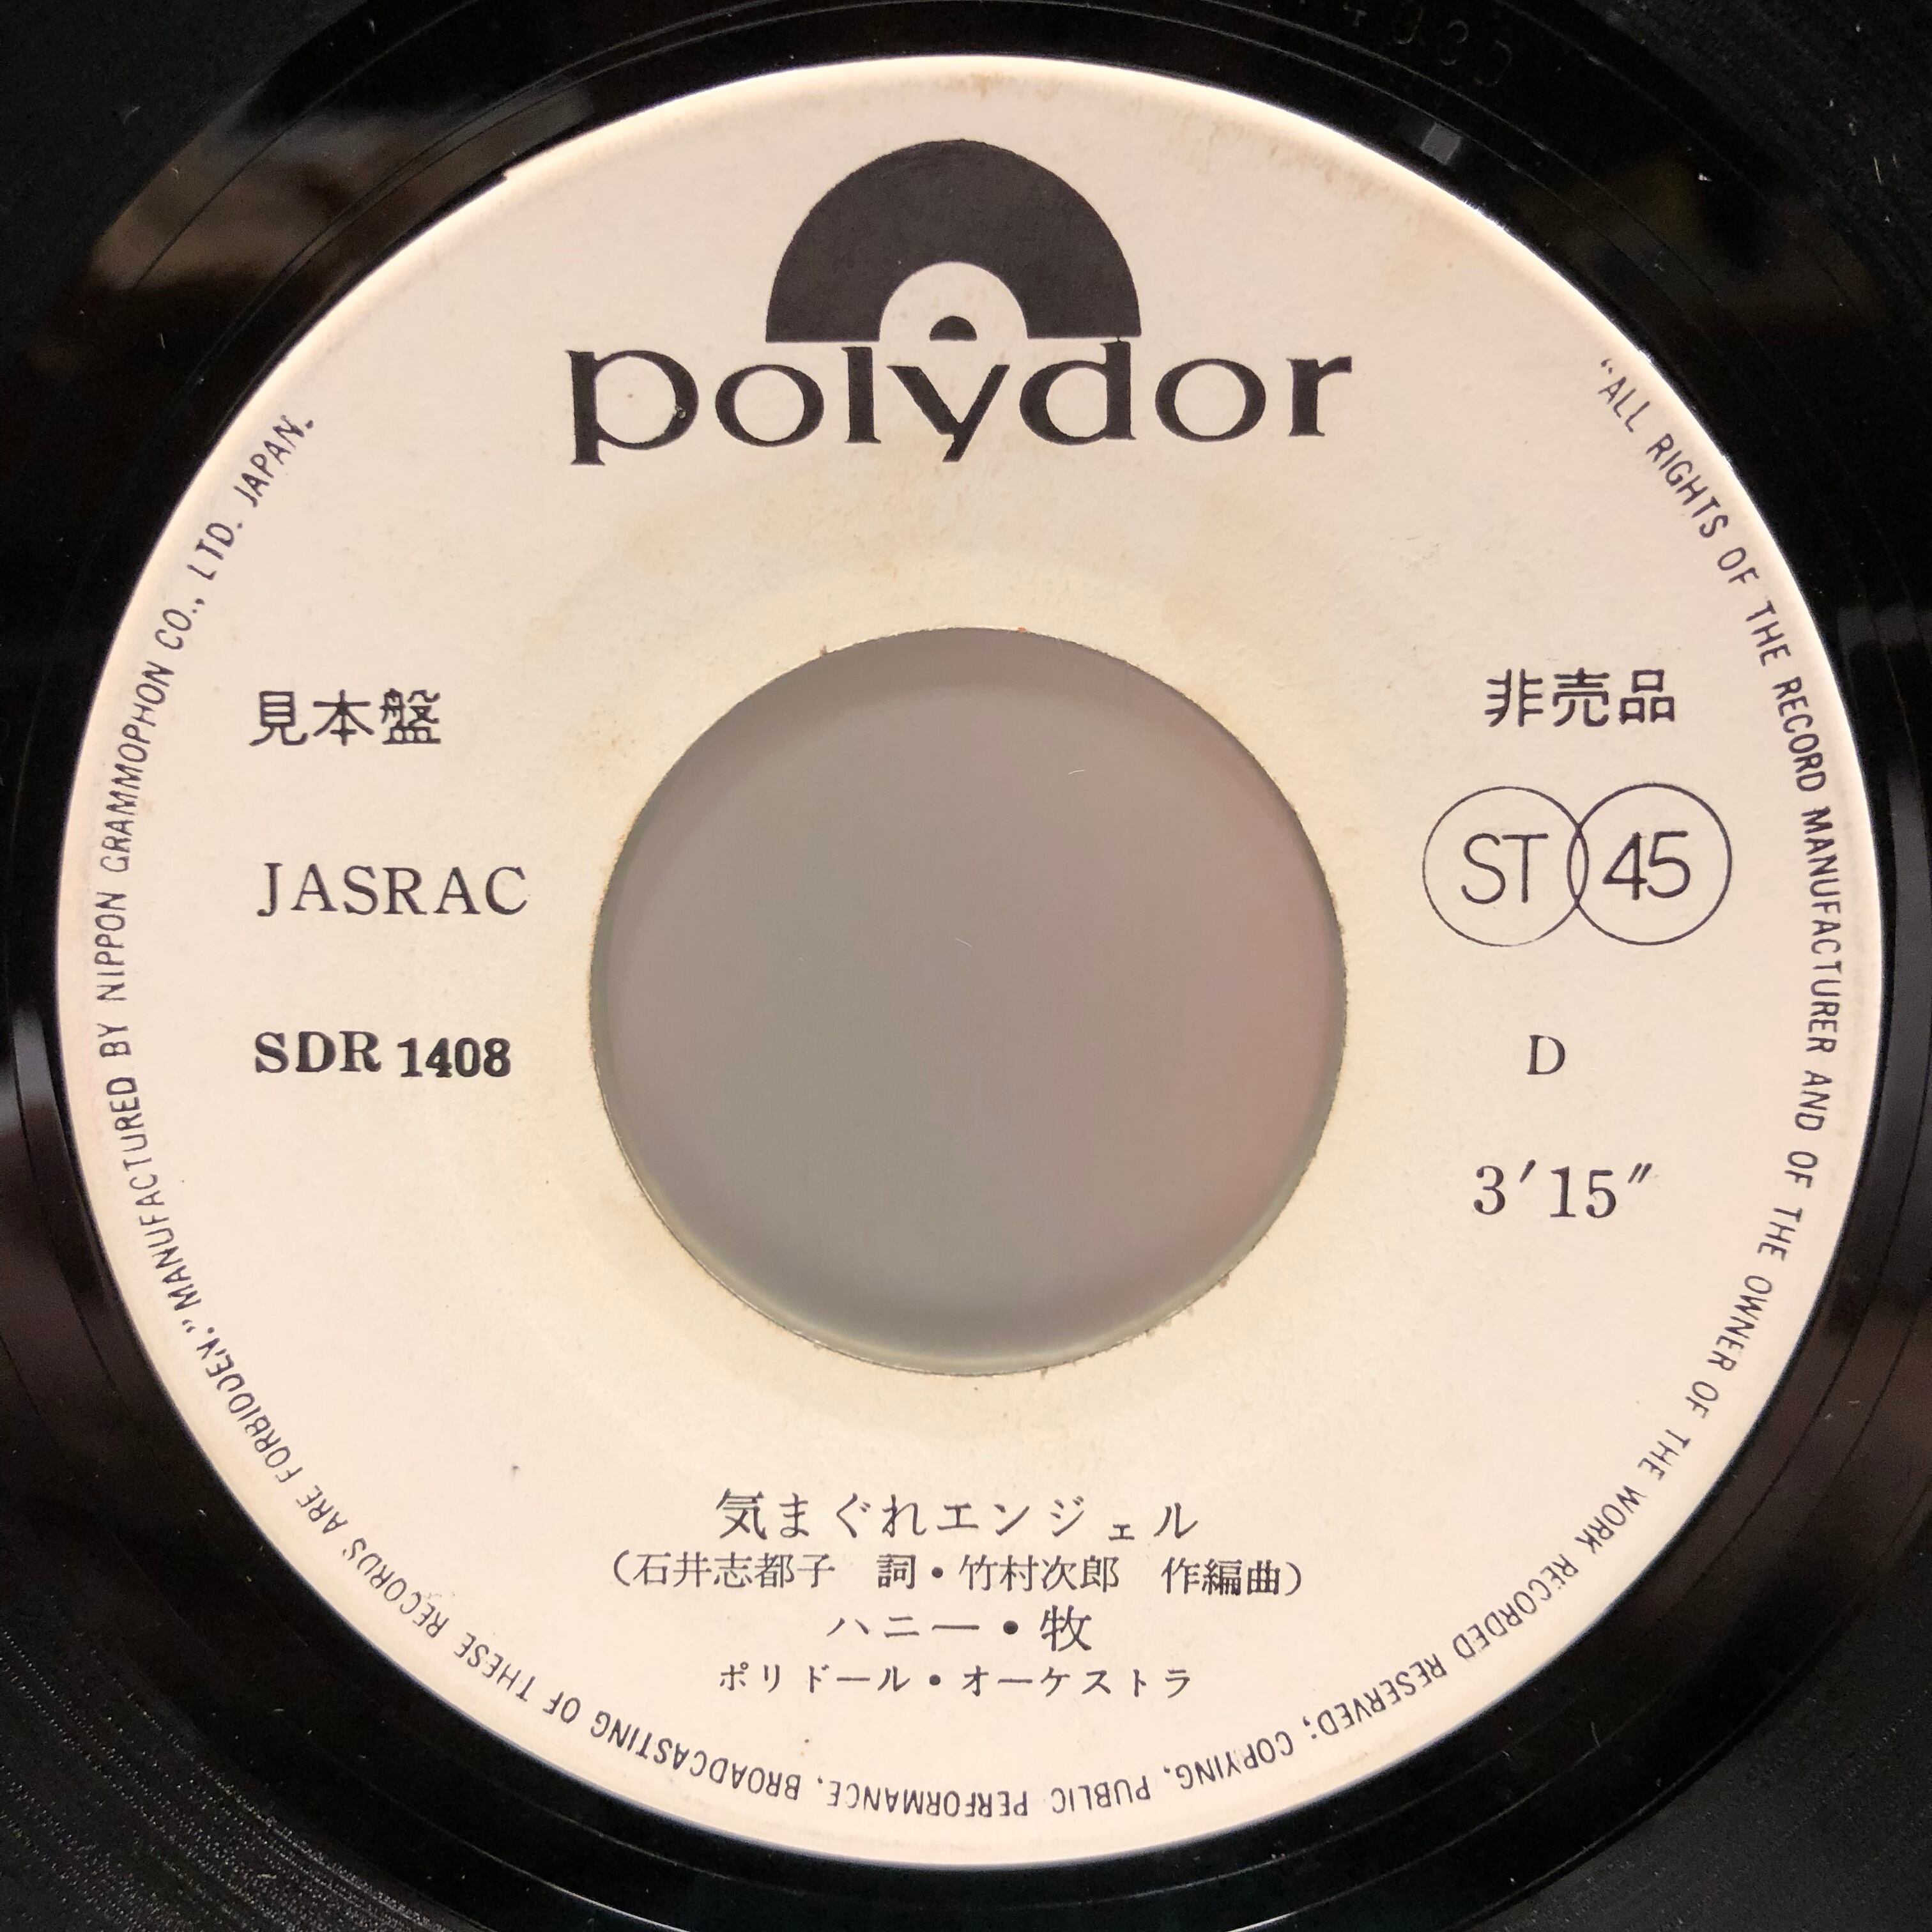 polydor
見本盤
非売品
JASRAC
ST 45
SDR 1408
D
3′15″
気まぐれエンジェル
（石井志都子　詞・竹村次郎　作編曲）
ハニー・牧
ポリドール・オーケストラ
"ALL RIGHTS OF THE RECORD MANUFACTURER AND OF THE OWNER OF THE WORK RECORDED RESERVED; COPYING, PUBLIC PERFORMANCE, BROADCASTING OF THESE RECORDS ARE FORBIDDEN." MANUFACTURED BY NIPPON GRAMMOPHON CO., LTD. JAPAN.